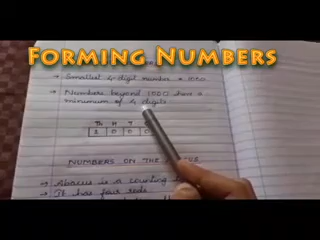 FORMING NUMBERS
→ Smallest 4-digit number = 1000
→ Numbers beyond 1000 have a
minimum of 4 digits
Th H T
1 0 0 0
NUMBERS ON THE
→ Abacus is a counting
→ It has four rods